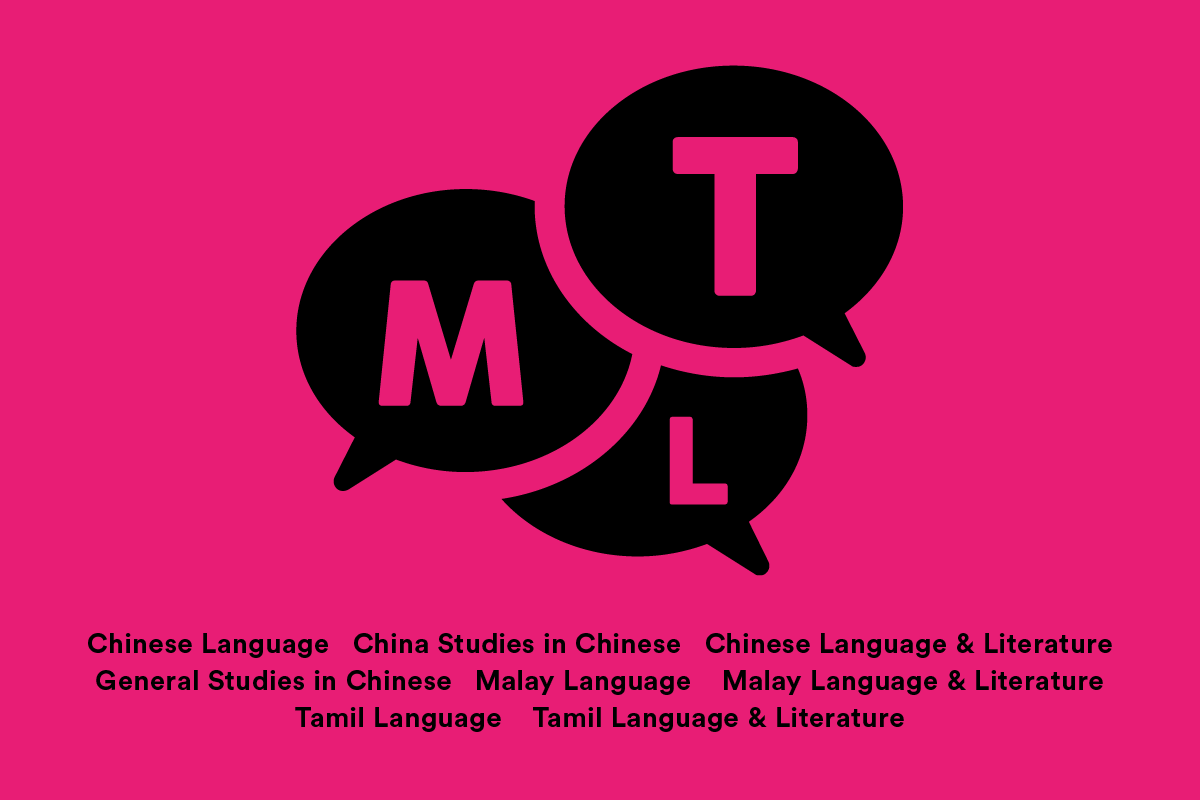 M T L
Chinese Language China Studies in Chinese Chinese Language & Literature
General Studies in Chinese Malay Language Malay Language & Literature
Tamil Language Tamil Language & Literature